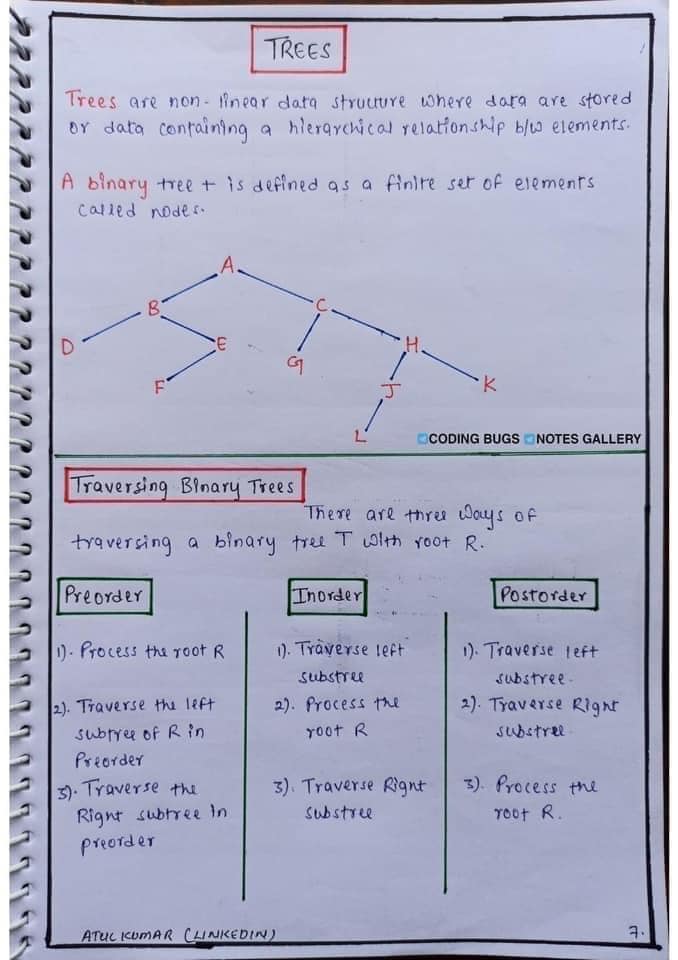 TREES
Trees are non-linear data structure where data are stored
or data containing a hierarchical relationship b/w elements.
A binary tree t is defined as a finite set of elements
called nodes.
A
B
C
D
E
H
G
F
J
K
L
CODING BUGS NOTES GALLERY
Traversing Binary Trees
There are three ways of
traversing a binary tree T with root R.
Preorder
1). Process the root R
2). Traverse the left
subtree of R in
Preorder
3). Traverse the
Right subtree in
preorder
Inorder
1). Traverse left
substree
2). Process the
root R
3). Traverse Right
substree
Postorder
1). Traverse left
substree.
2). Traverse Right
substree.
3). Process the
root R.
ATUL KUMAR (LINKEDIN)
7.